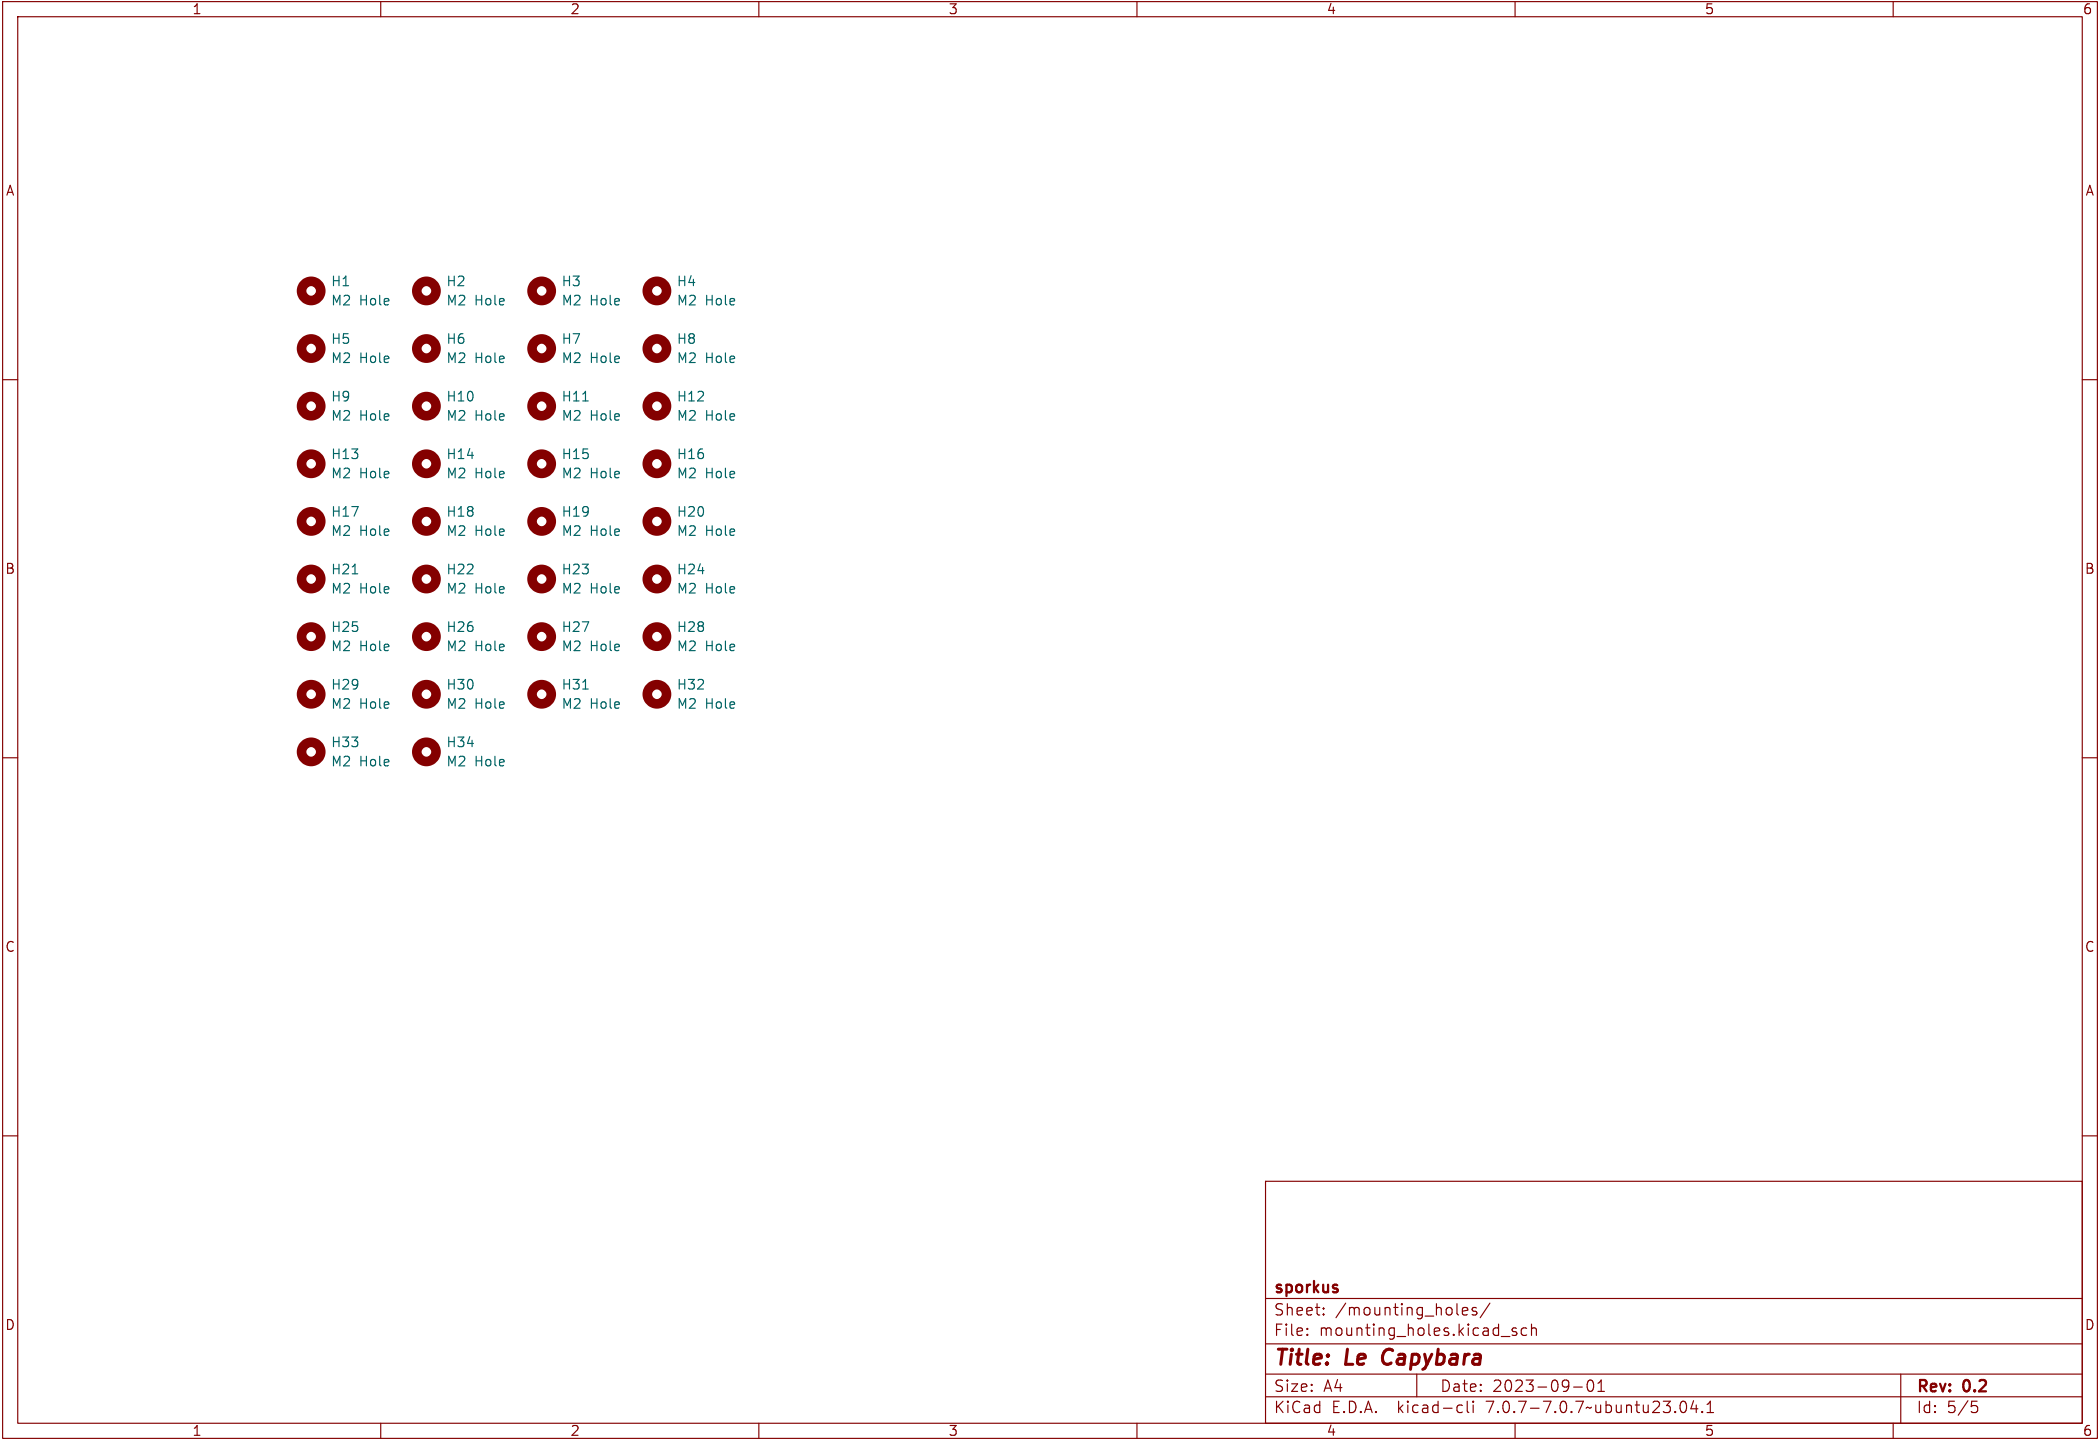 1 2 3 4 5 6
A A
H1 H2 H3 H4
M2 Hole M2 Hole M2 Hole M2 Hole
H5 H6 H7 H8
M2 Hole M2 Hole M2 Hole M2 Hole
H9 H10 H11 H12
M2 Hole M2 Hole M2 Hole M2 Hole
H13 H14 H15 H16
M2 Hole M2 Hole M2 Hole M2 Hole
H17 H18 H19 H20
M2 Hole M2 Hole M2 Hole M2 Hole
B B
H21 H22 H23 H24
M2 Hole M2 Hole M2 Hole M2 Hole
H25 H26 H27 H28
M2 Hole M2 Hole M2 Hole M2 Hole
H29 H30 H31 H32
M2 Hole M2 Hole M2 Hole M2 Hole
H33 H34
M2 Hole M2 Hole
C C
sporkus
Sheet: /mounting_holes/
D D
File: mounting_holes.kicad_sch
Title: Le Capybara
Size: A4 Date: 2023-09-01 Rev: 0.2
KiCad E.D.A. kicad-cli 7.0.7-7.0.7~ubuntu23.04.1 Id: 5/5
1 2 3 4 5 6